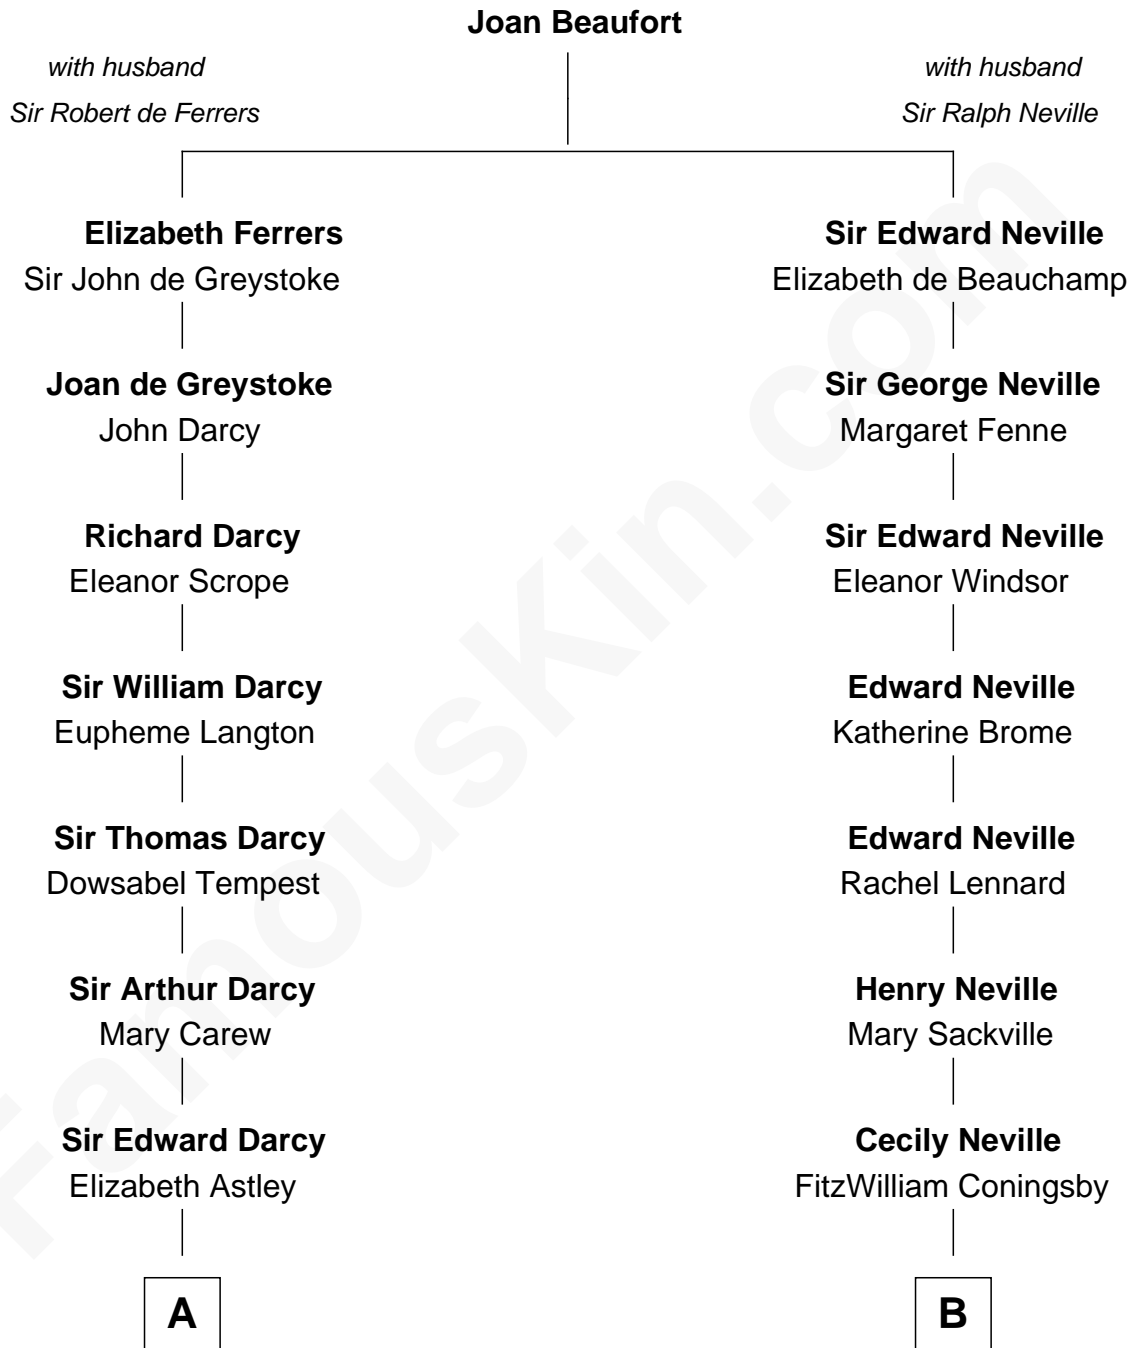 Joan Beaufort
with husband
Sir Robert de Ferrers
with husband
Sir Ralph Neville
Elizabeth Ferrers
Sir John de Greystoke
Joan de Greystoke
John Darcy
Richard Darcy
Eleanor Scrope
Sir William Darcy
Eupheme Langton
Sir Thomas Darcy
Dowsabel Tempest
Sir Arthur Darcy
Mary Carew
Sir Edward Darcy
Elizabeth Astley
A
Sir Edward Neville
Elizabeth de Beauchamp
Sir George Neville
Margaret Fenne
Sir Edward Neville
Eleanor Windsor
Edward Neville
Katherine Brome
Edward Neville
Rachel Lennard
Henry Neville
Mary Sackville
Cecily Neville
FitzWilliam Coningsby
B
FamousKin.com